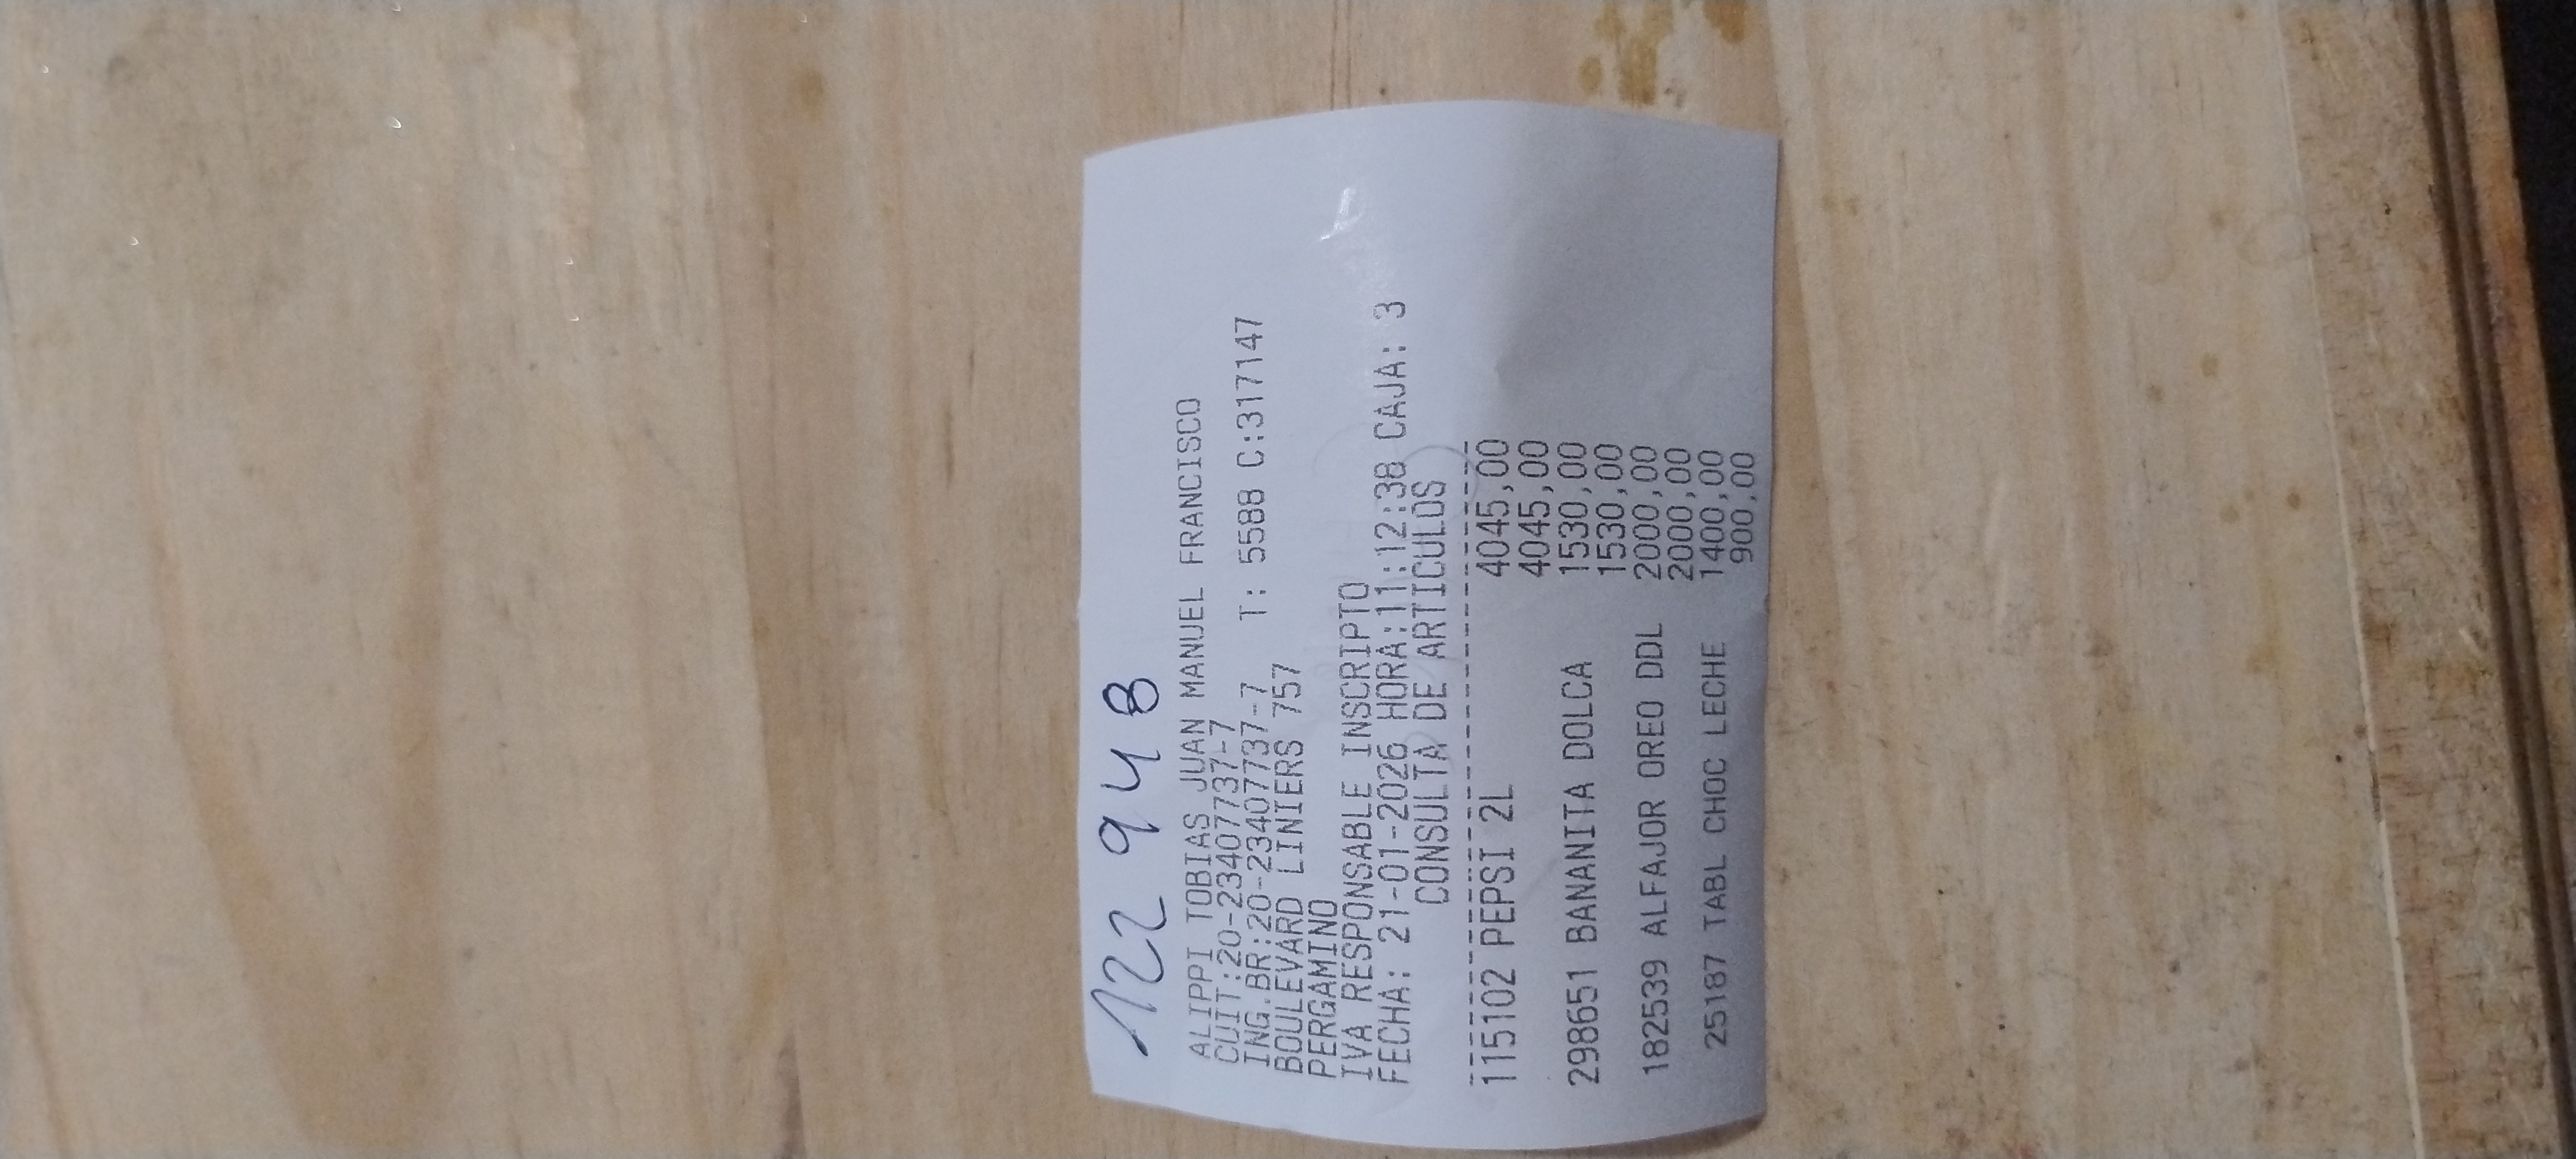 12948
ALIPPI TOBIAS JUAN MANUEL FRANCISCO
CUIT:20-23407737-7
ING.BR:20-23407737-7 T: 5588 C:317147
BOULEVARD LINIERS 757
PERGAMINO
IVA RESPONSABLE INSCRIPTO
FECHA: 21-01-2026 HORA:11:12:38 CAJA: 3
CONSULTA DE ARTICULOS
----------------------------------------
115102 PEPSI 2L 4045,00
4045,00
298651 BANANITA DOLCA 1530,00
1530,00
182539 ALFAJOR OREO DDL 2000,00
2000,00
251187 TABL CHOC LECHE 1400,00
900,00